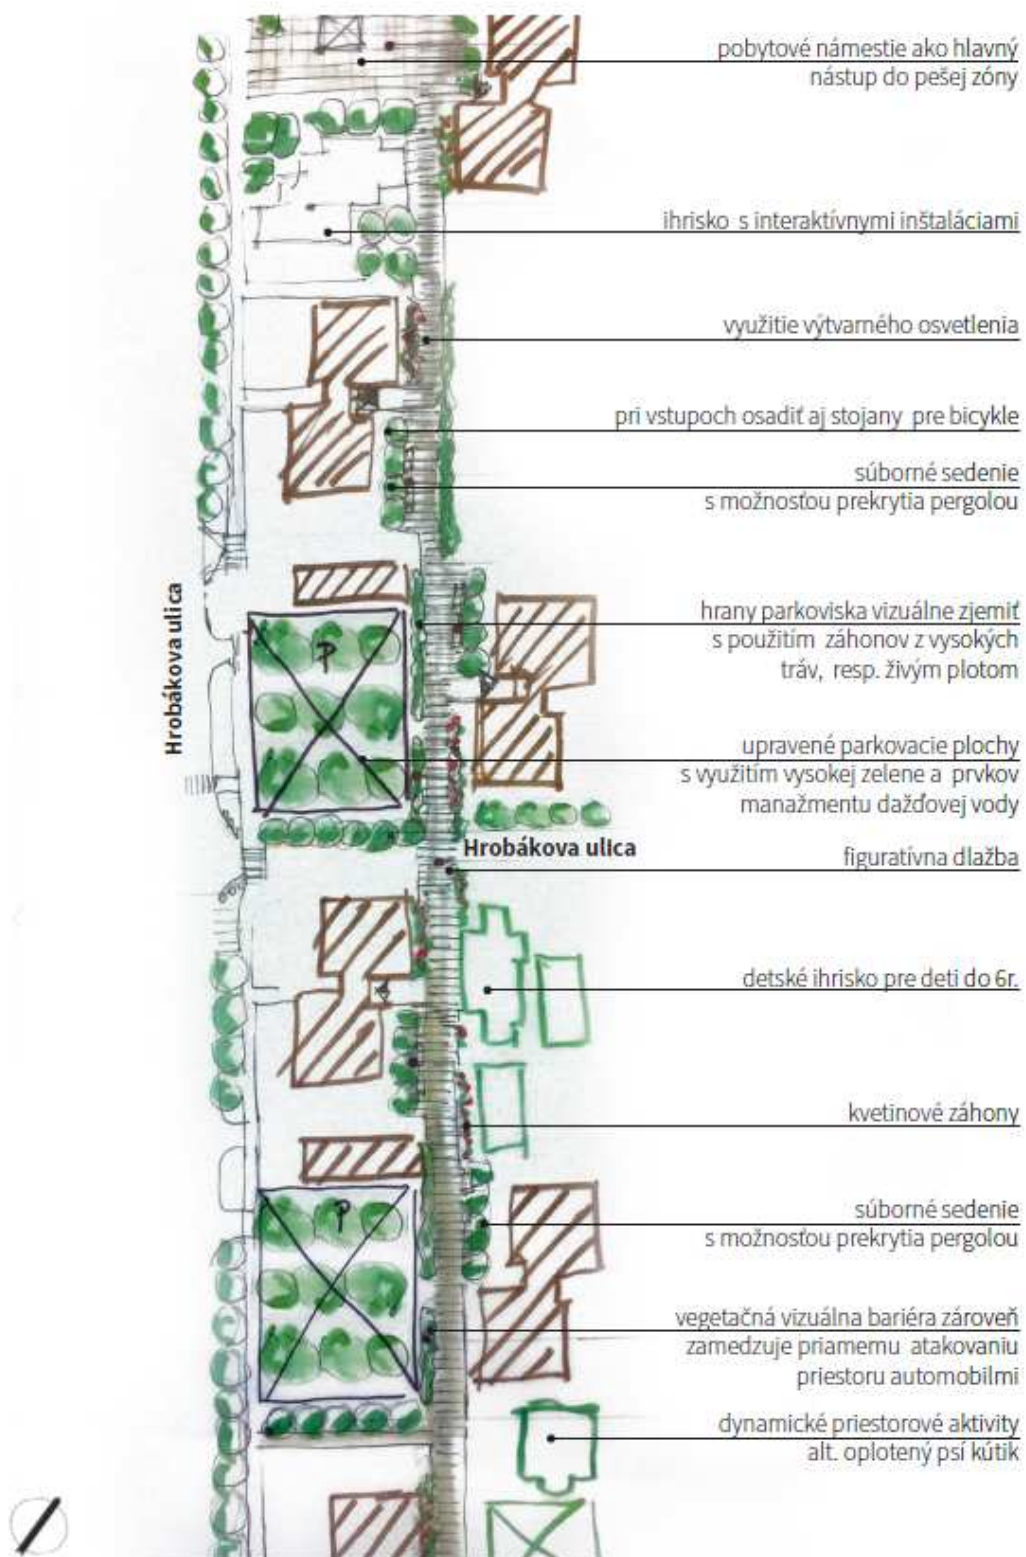 pobytové námestie ako hlavný
nástup do pešej zóny
ihrisko s interaktívnymi inštaláciami
využitie výtvarného osvetlenia
pri vstupoch osadiť aj stojany pre bicykle
súborné sedenie
s možnosťou prekrytia pergolou
Hrobákova ulica
hrany parkoviska vizuálne zjemiť
s použitím záhonov z vysokých
tráv, resp. živým plotom
P
upravené parkovacie plochy
s využitím vysokej zelene a prvkov
manažmentu dažďovej vody
Hrobákova ulica
figuratívna dlažba
detské ihrisko pre deti do 6r.
kvetinové záhony
súborné sedenie
s možnosťou prekrytia pergolou
P
vegetačná vizuálna bariéra zároveň
zamedzuje priamemu atakovaniu
priestoru automobilmi
dynamické priestorové aktivity
alt. oplotený psí kútik